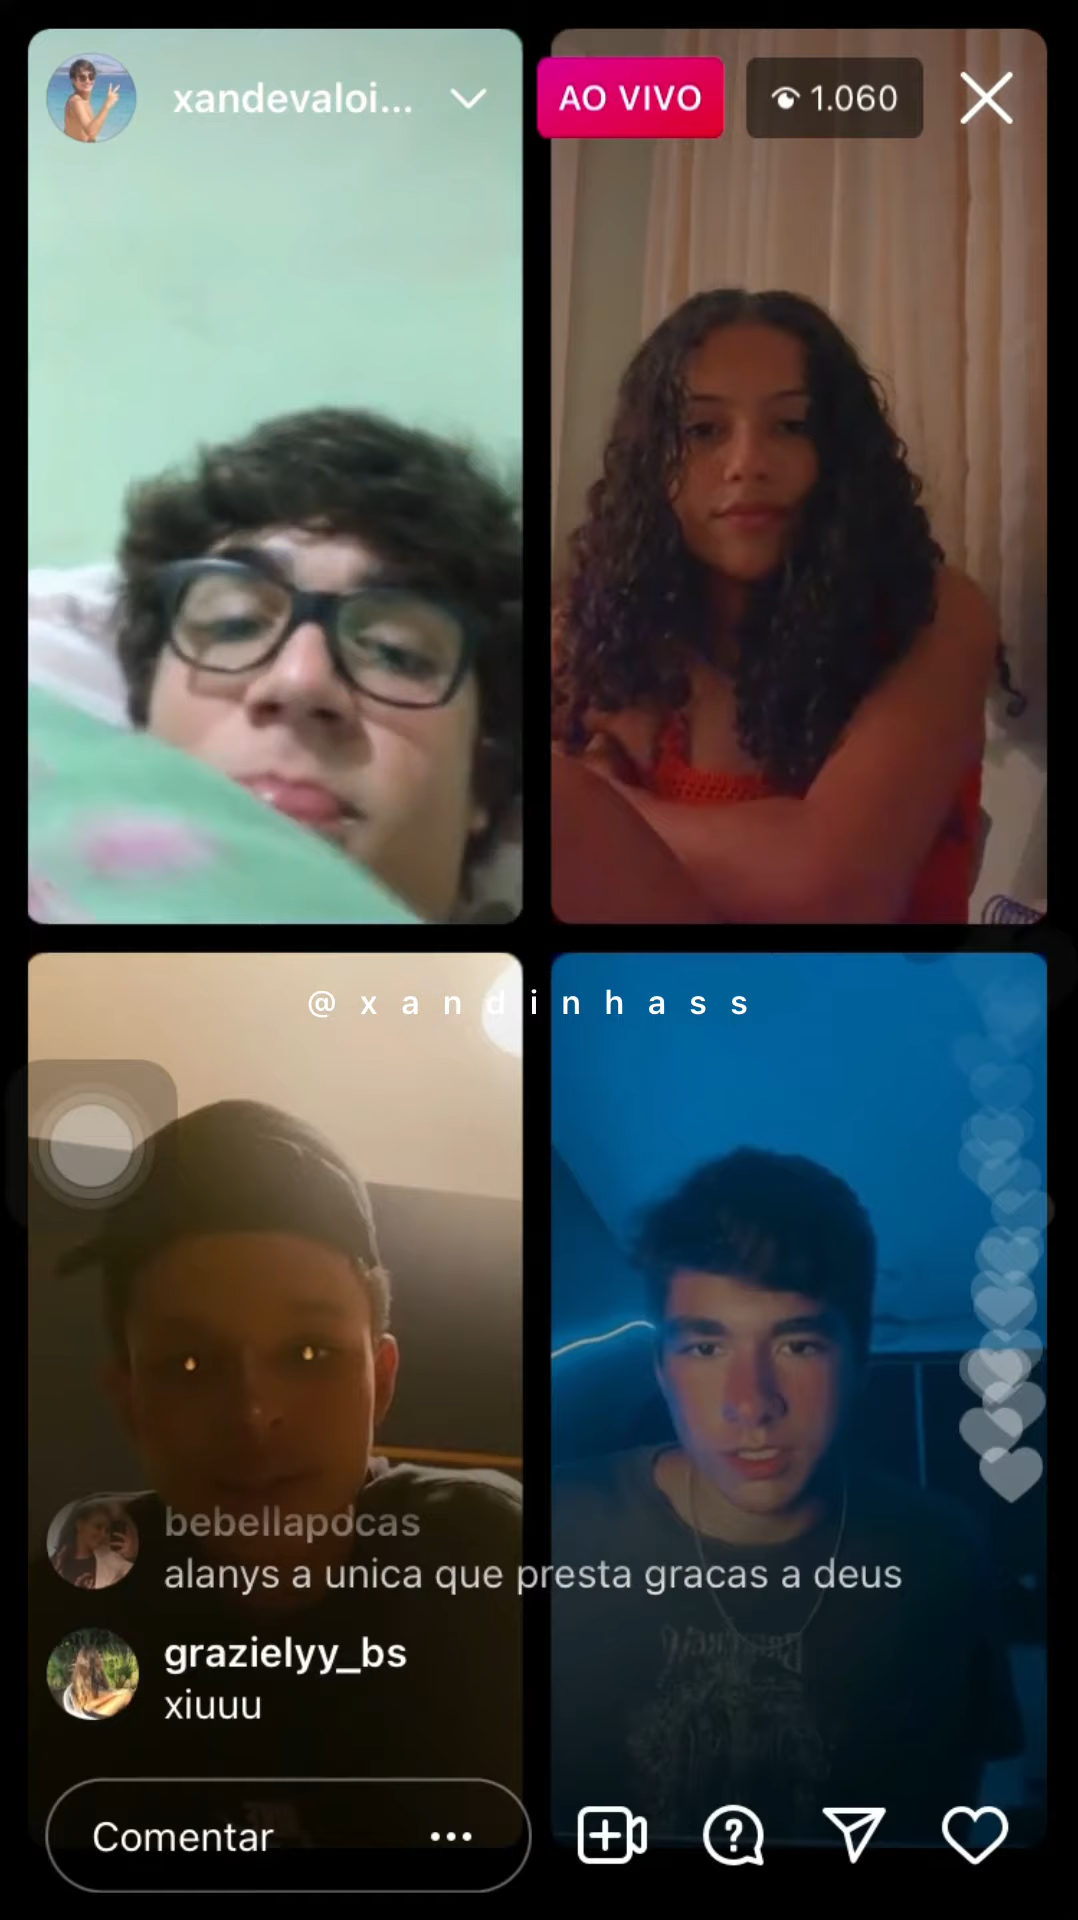 xandevaloi...
AO VIVO
1.060
@xandinhass
bebellapdcas
alanys a unica que presta gracas a deus
grazielyy_bs
xiuuu
Comentar